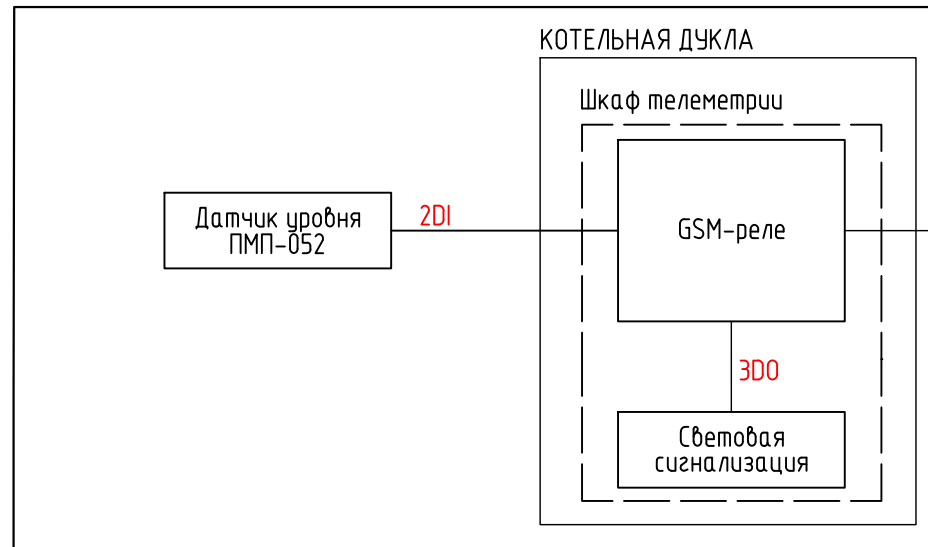 КОТЕЛЬНАЯ ДУКЛА
Шкаф телеметрии
Датчик уровня
ПМП-052
2DI
GSM-реле
3DO
Световая
сигнализация